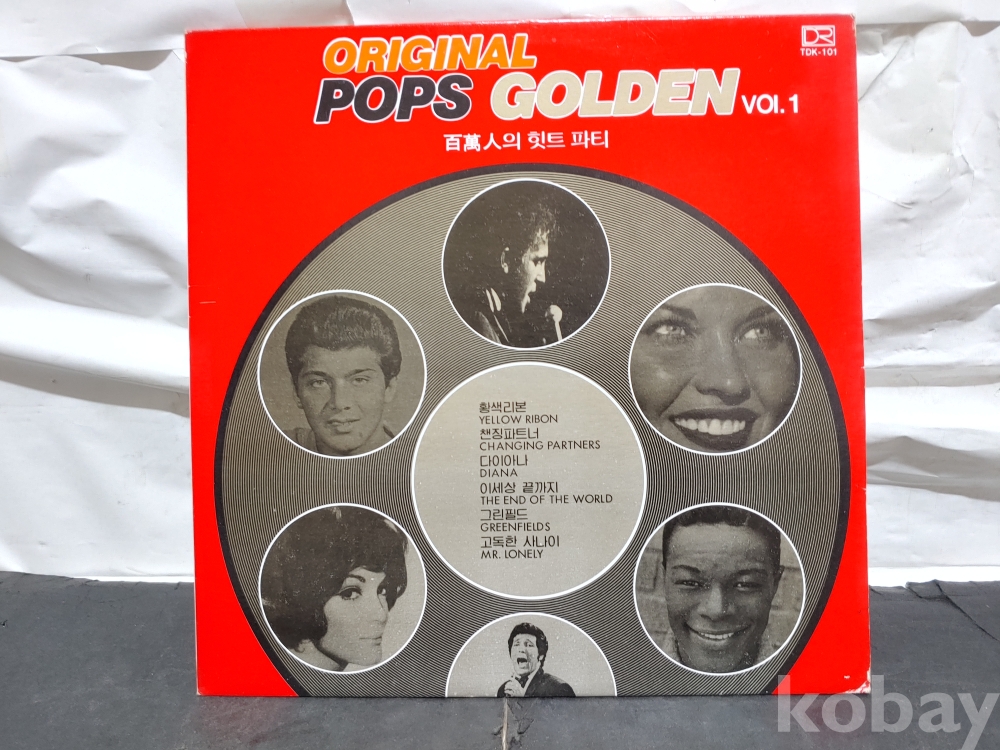 ORIGINAL
POPS GOLDEN VOl. 1
百萬人의 힛트 파티
DR
TDK-101
황색리본
YELLOW RIBON
챈징파트너
CHANGING PARTNERS
다이아나
DIANA
이세상 끝까지
THE END OF THE WORLD
그린필드
GREENFIELDS
고독한 사나이
MR. LONELY
kobay